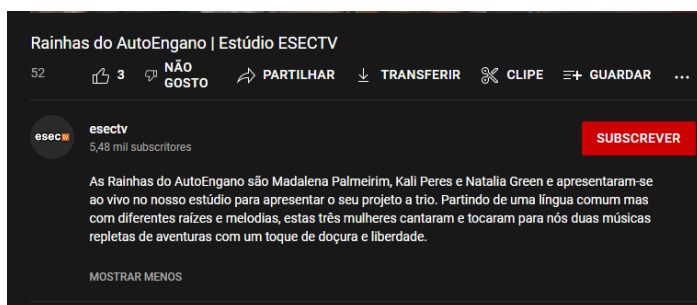 Rainhas do AutoEngano | Estúdio ESECTV
52 3 NÃO GOSTO PARTILHAR TRANSFERIR CLIPE GUARDAR ...
esec tv
esectv
5,48 mil subscritores
SUBSCREVER
As Rainhas do AutoEngano são Madalena Palmeirim, Kali Peres e Natalia Green e apresentaram-se
ao vivo no nosso estúdio para apresentar o seu projeto a trio. Partindo de uma língua comum mas
com diferentes raízes e melodias, estas três mulheres cantaram e tocaram para nós duas músicas
repletas de aventuras com um toque de doçura e liberdade.
MOSTRAR MENOS